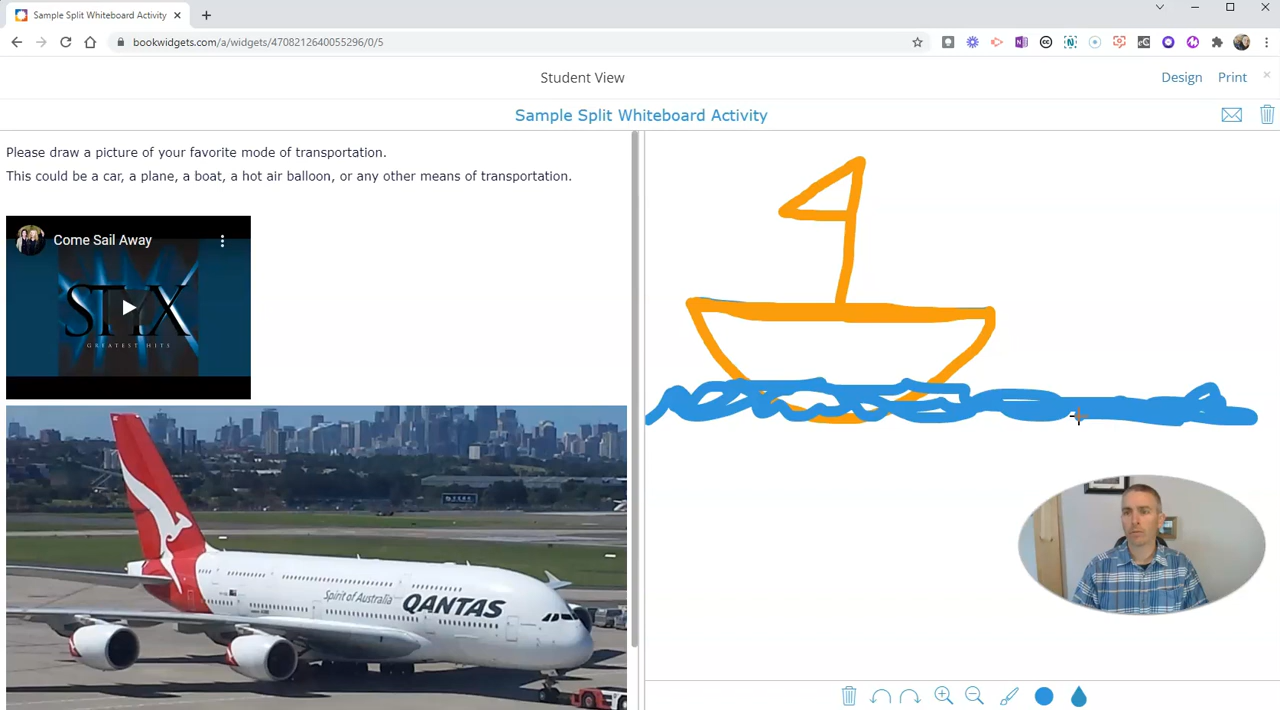 Sample Split Whiteboard Activity
bookwidgets.com/a/widgets/4708212640055296/0/5
Student View
Design
Print
Sample Split Whiteboard Activity
Please draw a picture of your favorite mode of transportation.
This could be a car, a plane, a boat, a hot air balloon, or any other means of transportation.
Come Sail Away
STYX
GREATEST HITS
Spirit of Australia
QANTAS